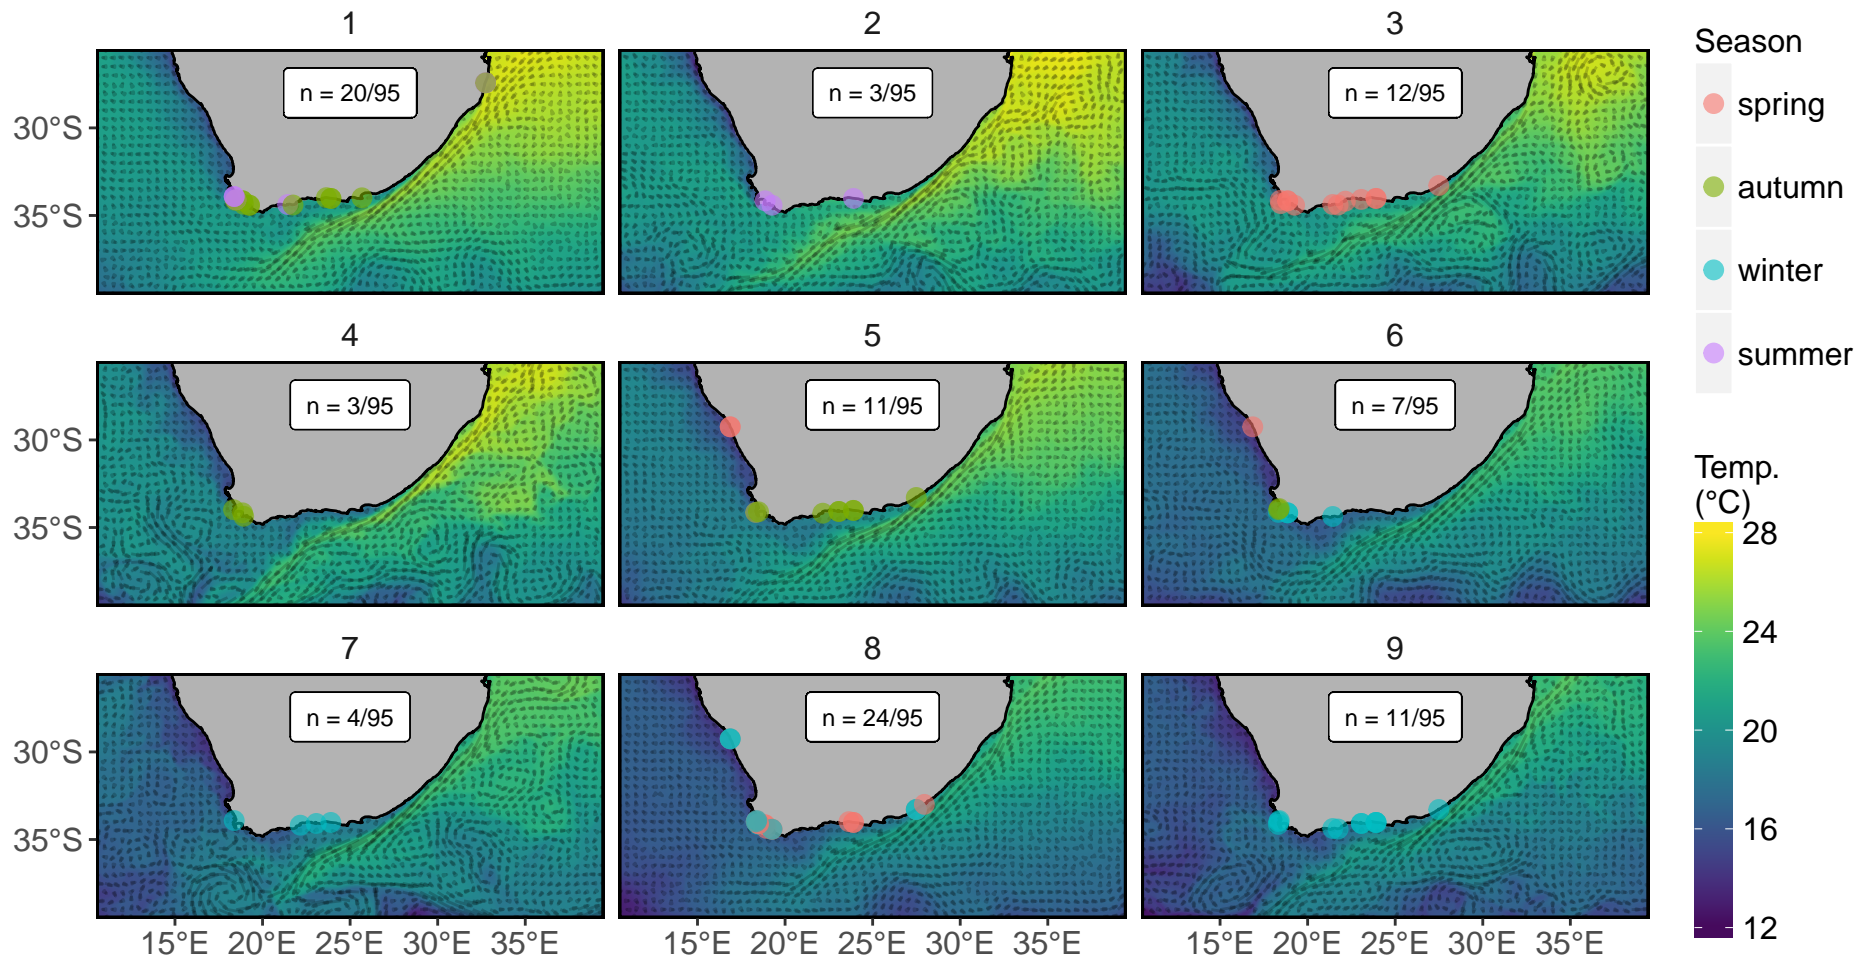 1 2 3
Season
n = 20/95 n = 3/95 n = 12/95
spring
30°S
autumn
35°S
winter
4 5 6
summer
n = 3/95 n = 11/95 n = 7/95
30°S
Temp.
(°C)
35°S
28
24
7 8 9
n = 4/95 n = 24/95 n = 11/95
30°S
20
35°S
16
12
15°E 20°E 25°E 30°E 35°E 15°E 20°E 25°E 30°E 35°E 15°E 20°E 25°E 30°E 35°E